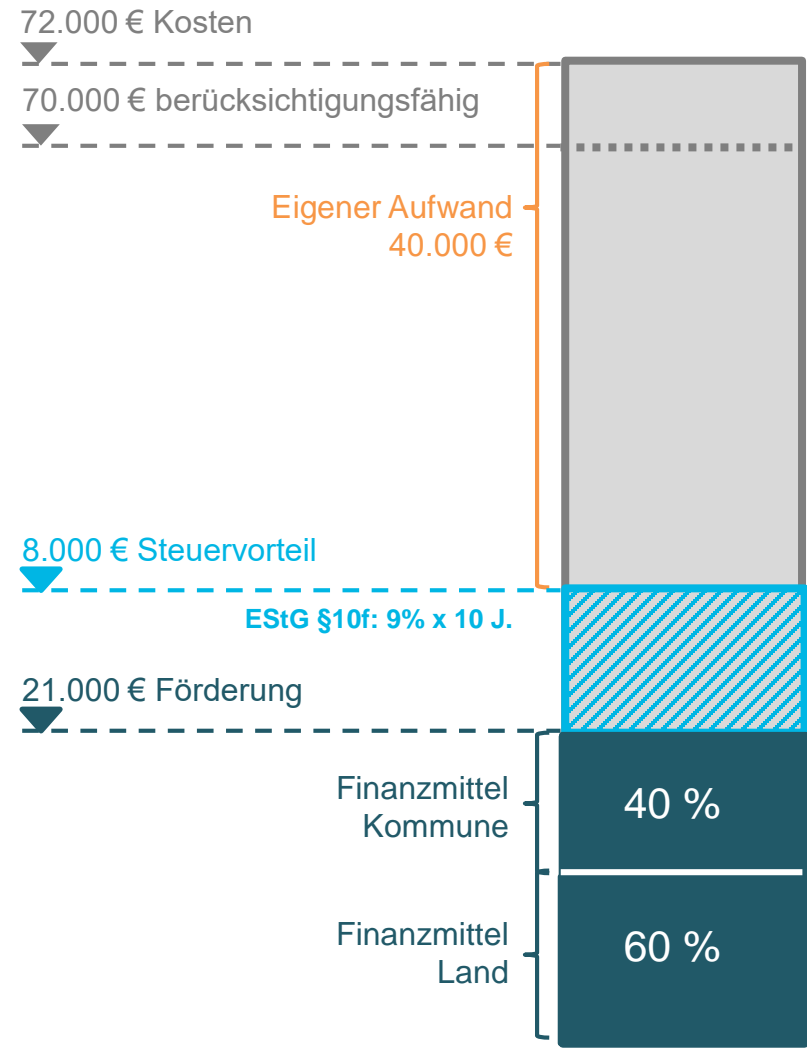 72.000 € Kosten
70.000 € berücksichtigungsfähig
Eigener Aufwand
40.000 €
8.000 € Steuervorteil
EStG §10f: 9% x 10 J.
21.000 € Förderung
Finanzmittel
Kommune
40 %
Finanzmittel
Land
60 %